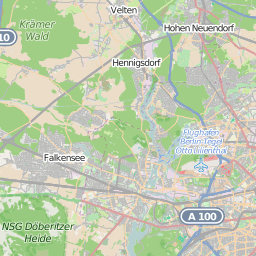 Velten
Krämer
Wald
Hohen Neuendorf
10
Hennigsdorf
Flughafen
Berlin-Tegel
Otto Lilienthal
Falkensee
A 100
NSG Döberitzer
Heide